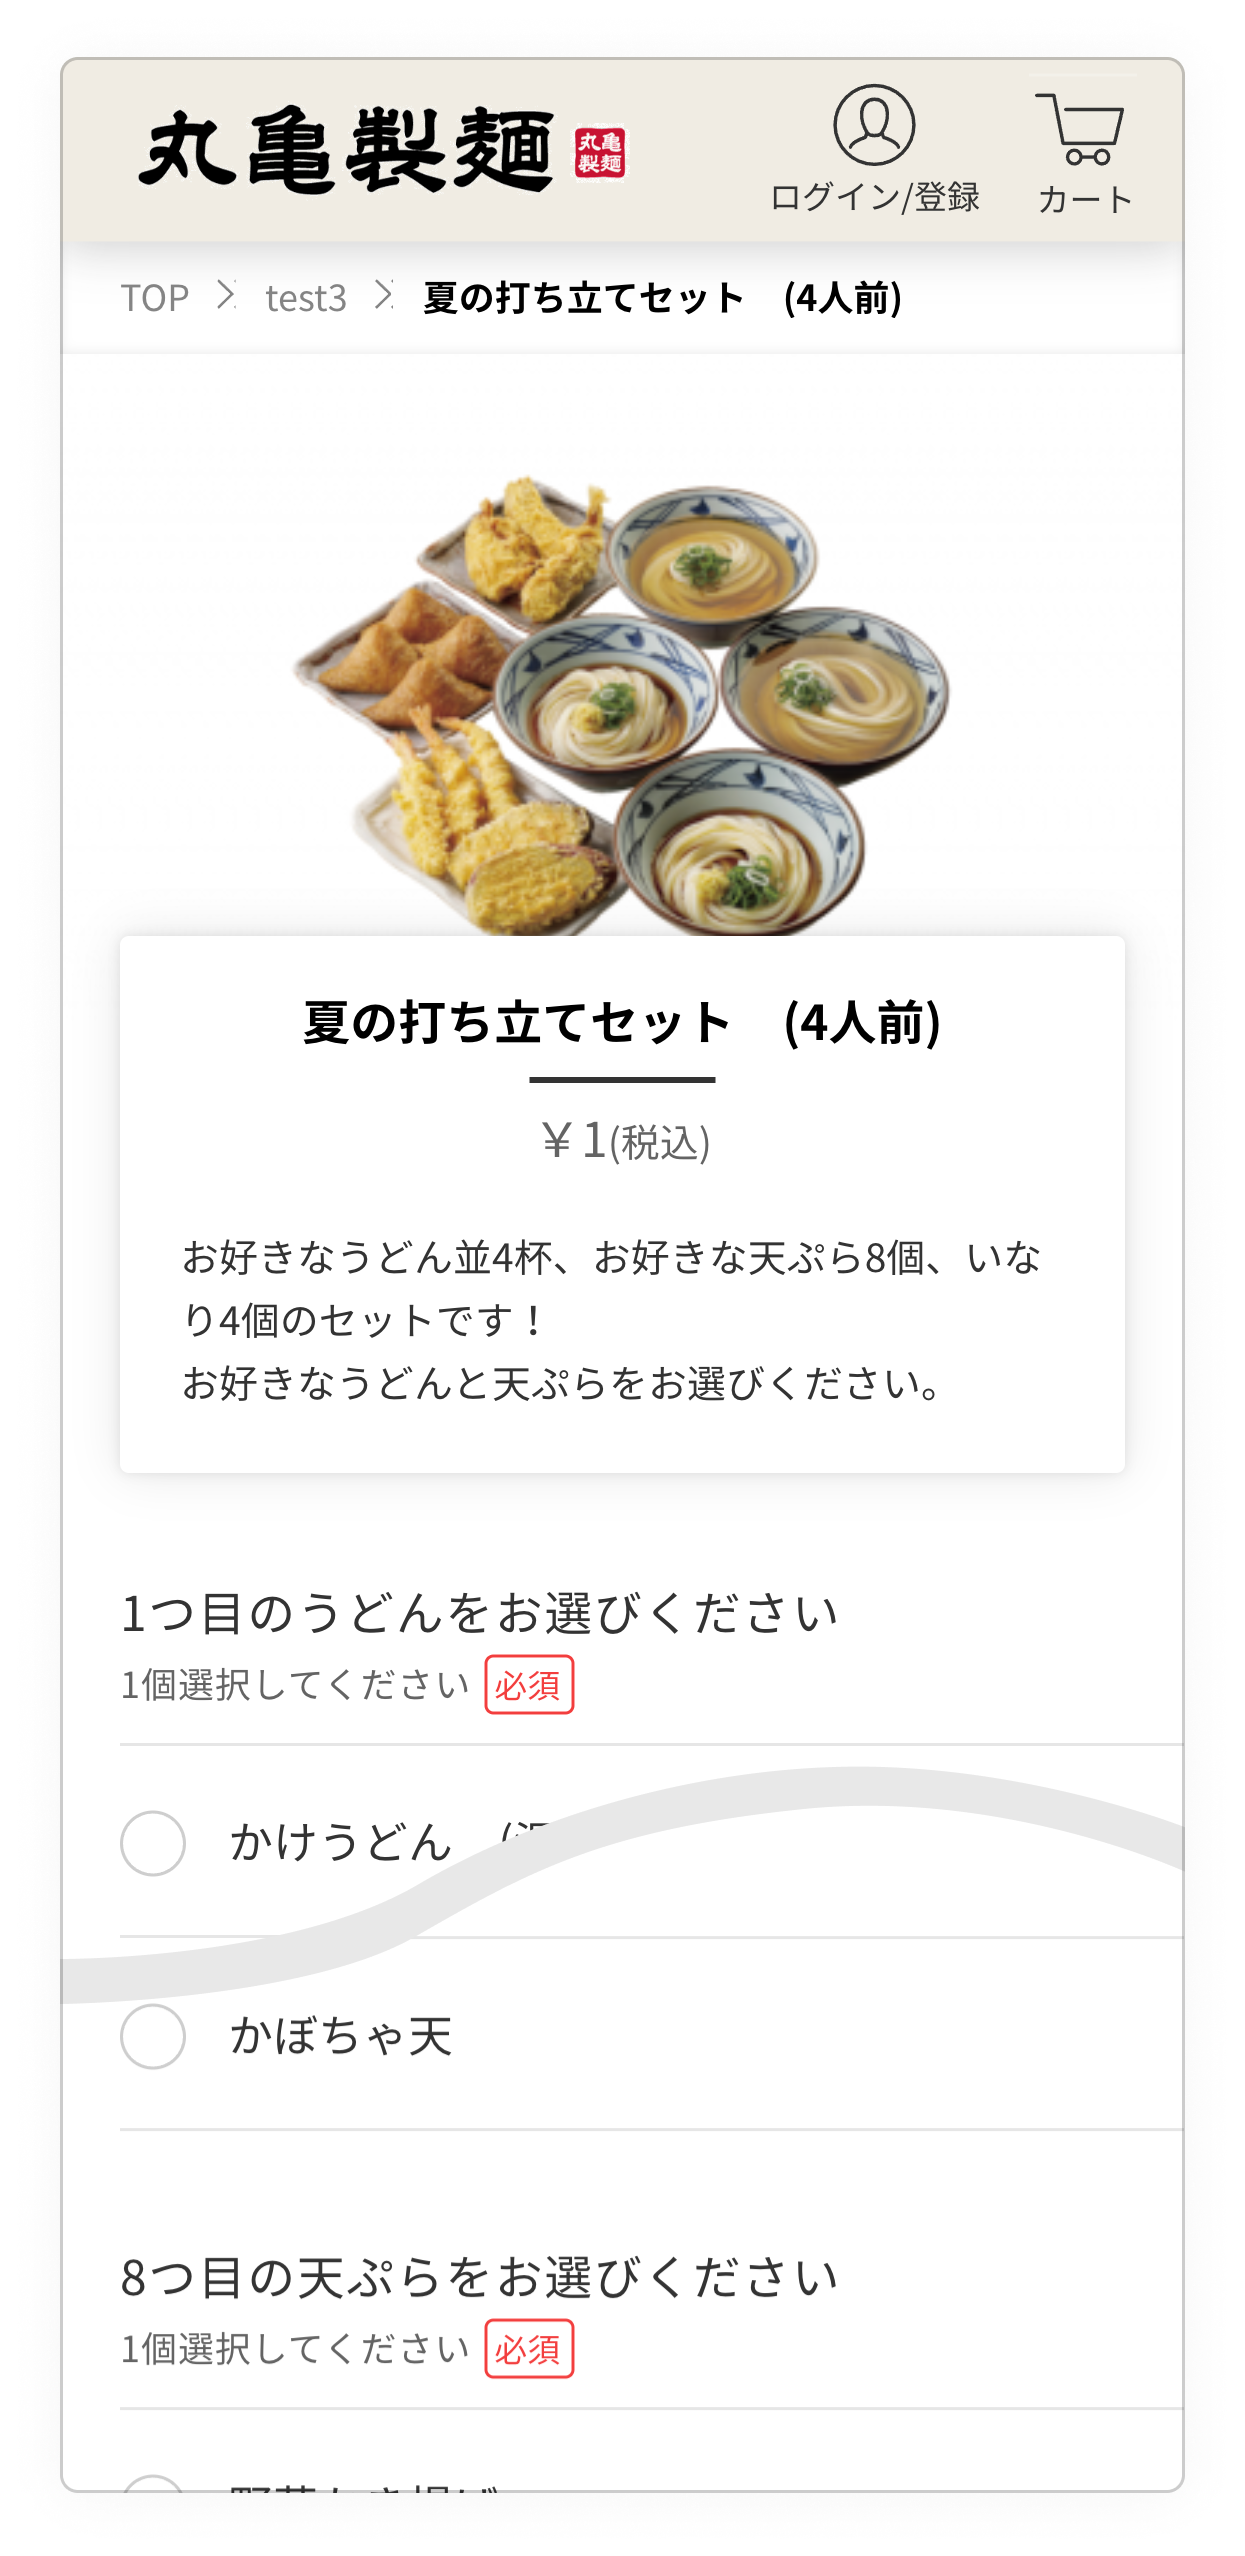 丸亀製麺 丸亀製麺
ログイン/登録 カート
TOP test3 夏の打ち立てセット　(4人前)
夏の打ち立てセット　(4人前)
￥1(税込)
お好きなうどん並4杯、お好きな天ぷら8個、いな
り4個のセットです！
お好きなうどんと天ぷらをお選びください。
1つ目のうどんをお選びください
1個選択してください 必須
かけうどん
かぼちゃ天
8つ目の天ぷらをお選びください
1個選択してください 必須